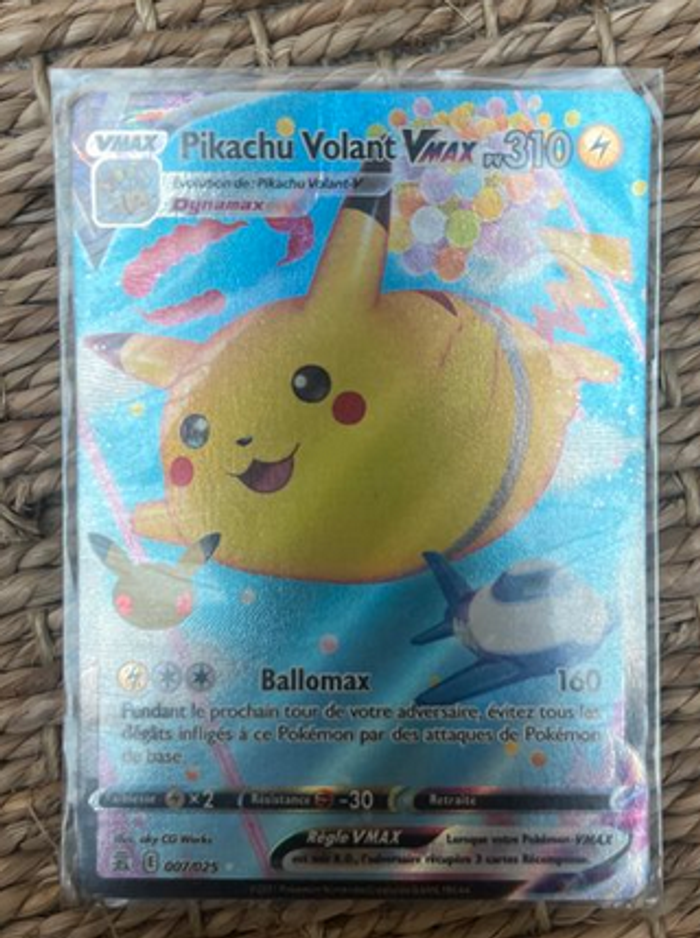 VMAX Pikachu Volant VMAX PV310
Évolution de : Pikachu Volant-V
Dynamax
Ballomax 160
Pendant le prochain tour de votre adversaire, évitez tous les
dégâts infligés à ce Pokémon par des attaques de Pokémon
de base.
Faiblesse ×2 Résistance -30 Retraite
Illus. aky CG Works Règle VMAX Lorsque votre Pokémon-VMAX
est mis K.O., l'adversaire récupère 3 cartes Récompense.
E 007/025